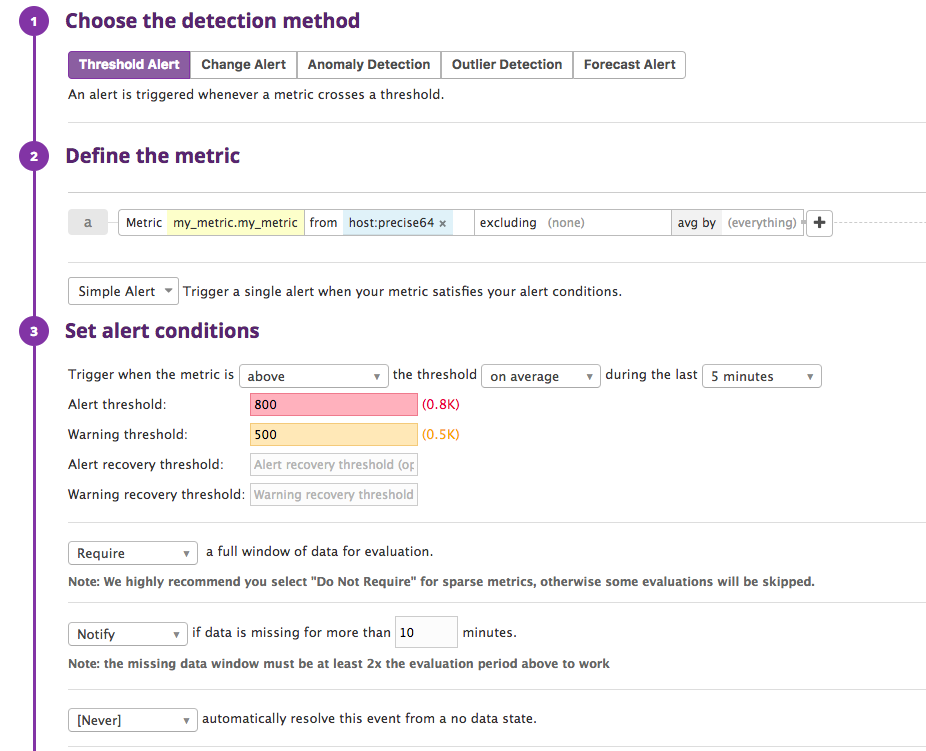 1 Choose the detection method
Threshold Alert Change Alert Anomaly Detection Outlier Detection Forecast Alert
An alert is triggered whenever a metric crosses a threshold.
2 Define the metric
a Metric my_metric.my_metric from host:precise64 × excluding (none) avg by (everything) +
Simple Alert Trigger a single alert when your metric satisfies your alert conditions.
3 Set alert conditions
Trigger when the metric is above the threshold on average during the last 5 minutes
Alert threshold: 800 (0.8K)
Warning threshold: 500 (0.5K)
Alert recovery threshold: Alert recovery threshold (op
Warning recovery threshold: Warning recovery threshold
Require a full window of data for evaluation.
Note: We highly recommend you select "Do Not Require" for sparse metrics, otherwise some evaluations will be skipped.
Notify if data is missing for more than 10 minutes.
Note: the missing data window must be at least 2x the evaluation period above to work
[Never] automatically resolve this event from a no data state.